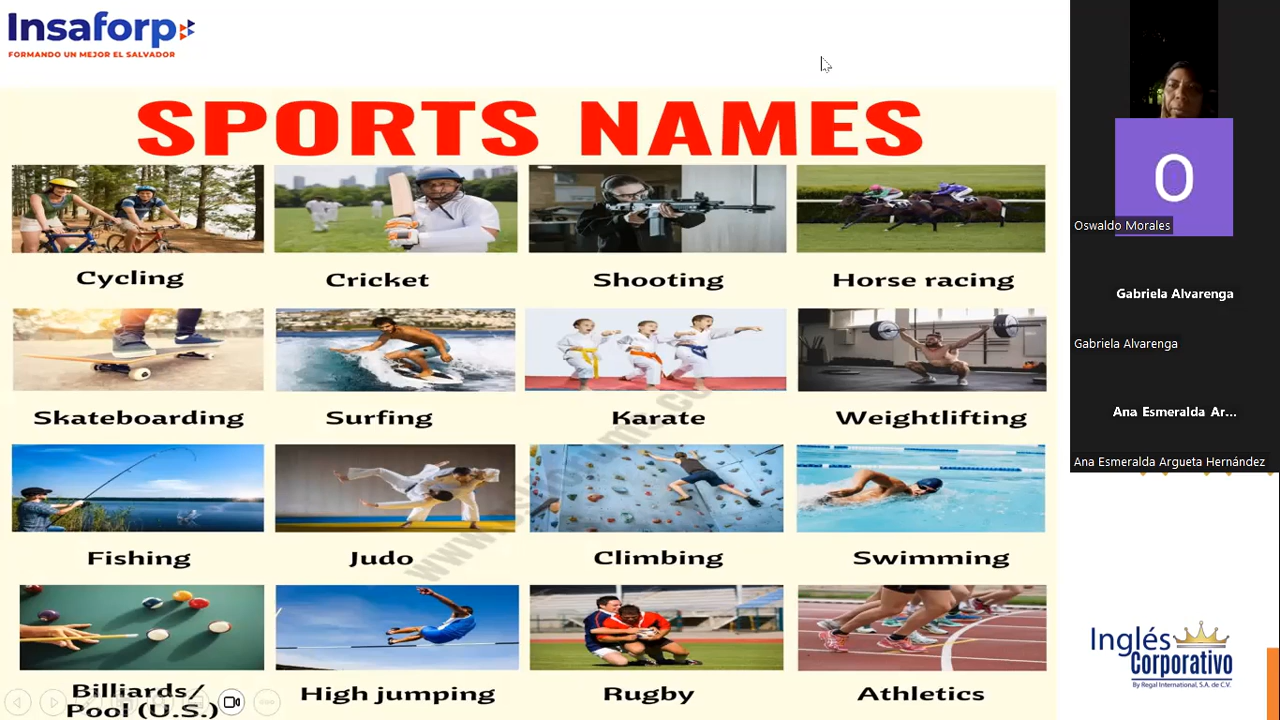 Insaforp
FORMANDO UN MEJOR EL SALVADOR
SPORTS NAMES
Cycling
Cricket
Shooting
Horse racing
Skateboarding
Surfing
Karate
Weightlifting
Fishing
Judo
Climbing
Swimming
Billiards/
Pool (U.S.)
High jumping
Rugby
Athletics
O
Oswaldo Morales
Gabriela Alvarenga
Gabriela Alvarenga
Ana Esmeralda Ar...
Ana Esmeralda Argueta Hernández
Inglés
Corporativo
By Regal International, S.A. de C.V.